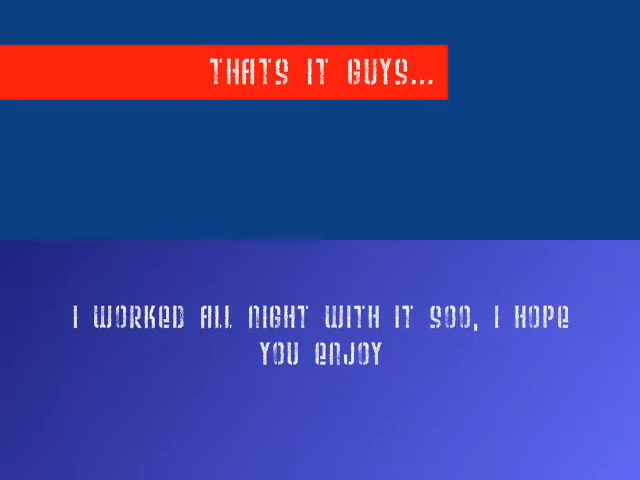 THATS IT GUYS...
I WORKED ALL NIGHT WITH IT SOO, I HOPE
YOU ENJOY